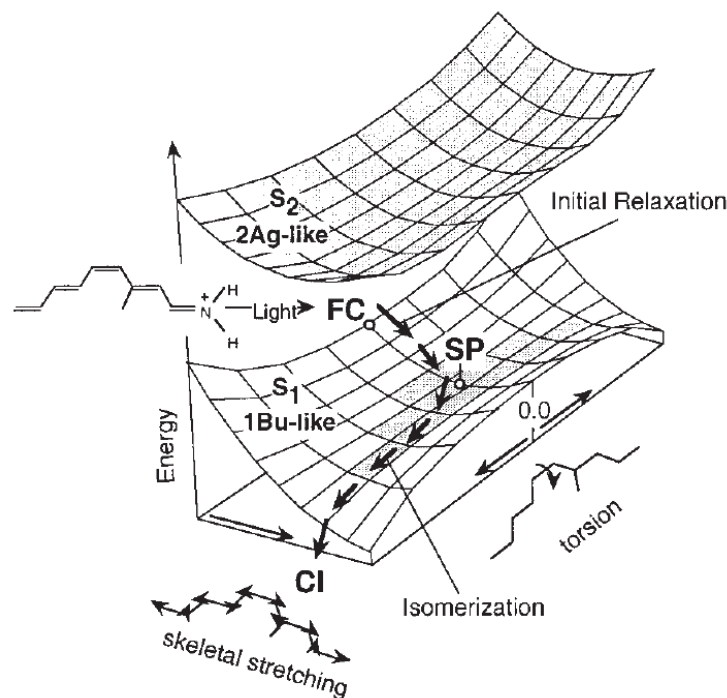 S2
2Ag-like
Initial Relaxation
H
+
N
H
Light
FC
SP
S1
1Bu-like
0.0
Energy
torsion
CI
Isomerization
skeletal stretching